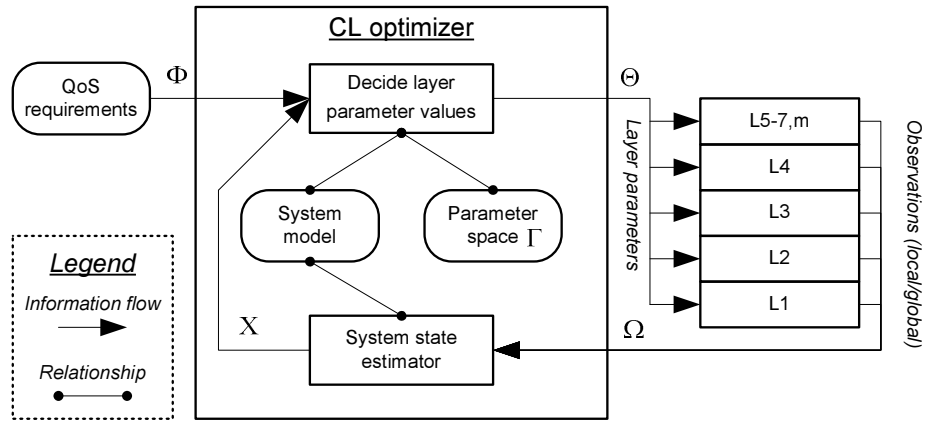 CL optimizer
QoS
requirements
Φ
Decide layer
parameter values
Θ
Layer parameters
L5-7,m
L4
L3
L2
L1
Observations (local/global)
System
model
Parameter
space Γ
Legend
Information flow
Relationship
X
System state
estimator
Ω